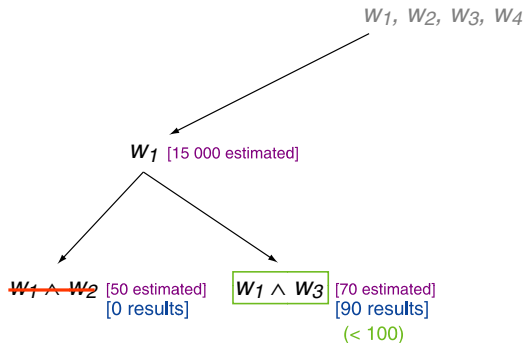 w1, w2, w3, w4
w1 [15 000 estimated]
w1 ∧ w2 [50 estimated]
[0 results]
w1 ∧ w3 [70 estimated]
[90 results]
(< 100)